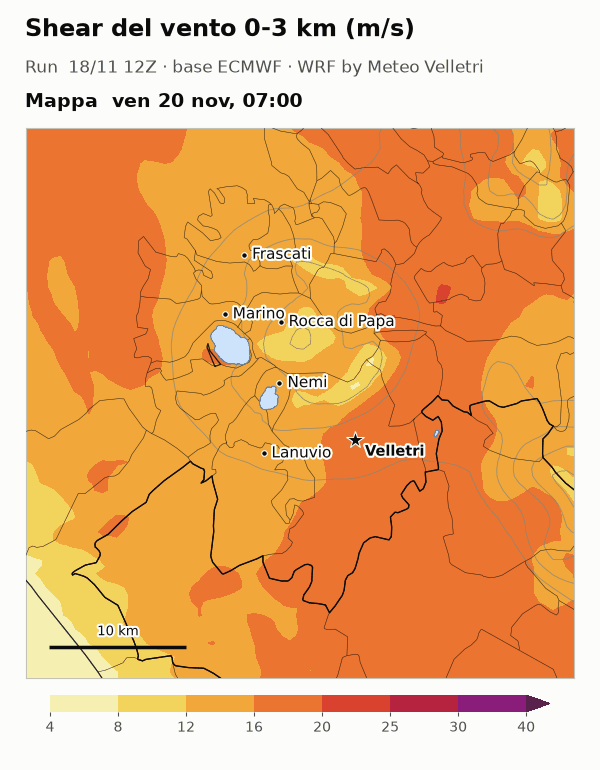 Shear del vento 0-3 km (m/s)
Run  18/11 12Z · base ECMWF · WRF by Meteo Velletri
Mappa  ven 20 nov, 07:00
Frascati
Marino
Rocca di Papa
Nemi
Velletri
Lanuvio
10 km
4 8 12 16 20 25 30 40